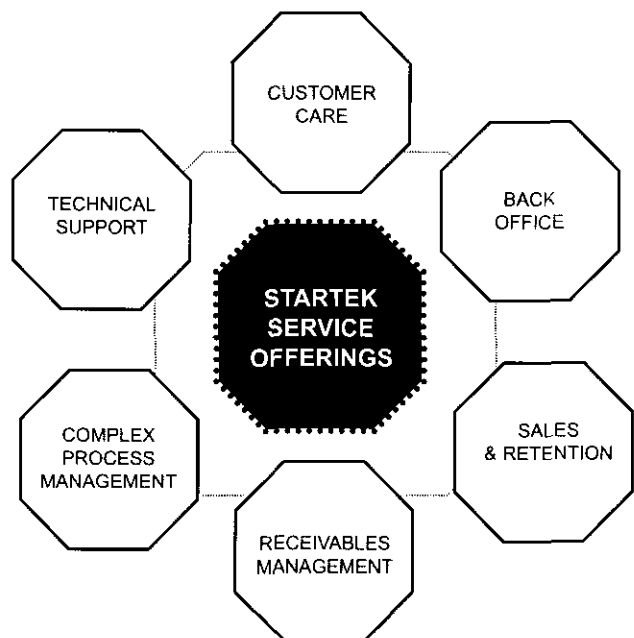 CUSTOMER
CARE
BACK
OFFICE
SALES
& RETENTION
RECEIVABLES
MANAGEMENT
COMPLEX
PROCESS
MANAGEMENT
TECHNICAL
SUPPORT
STARTEK
SERVICE
OFFERINGS